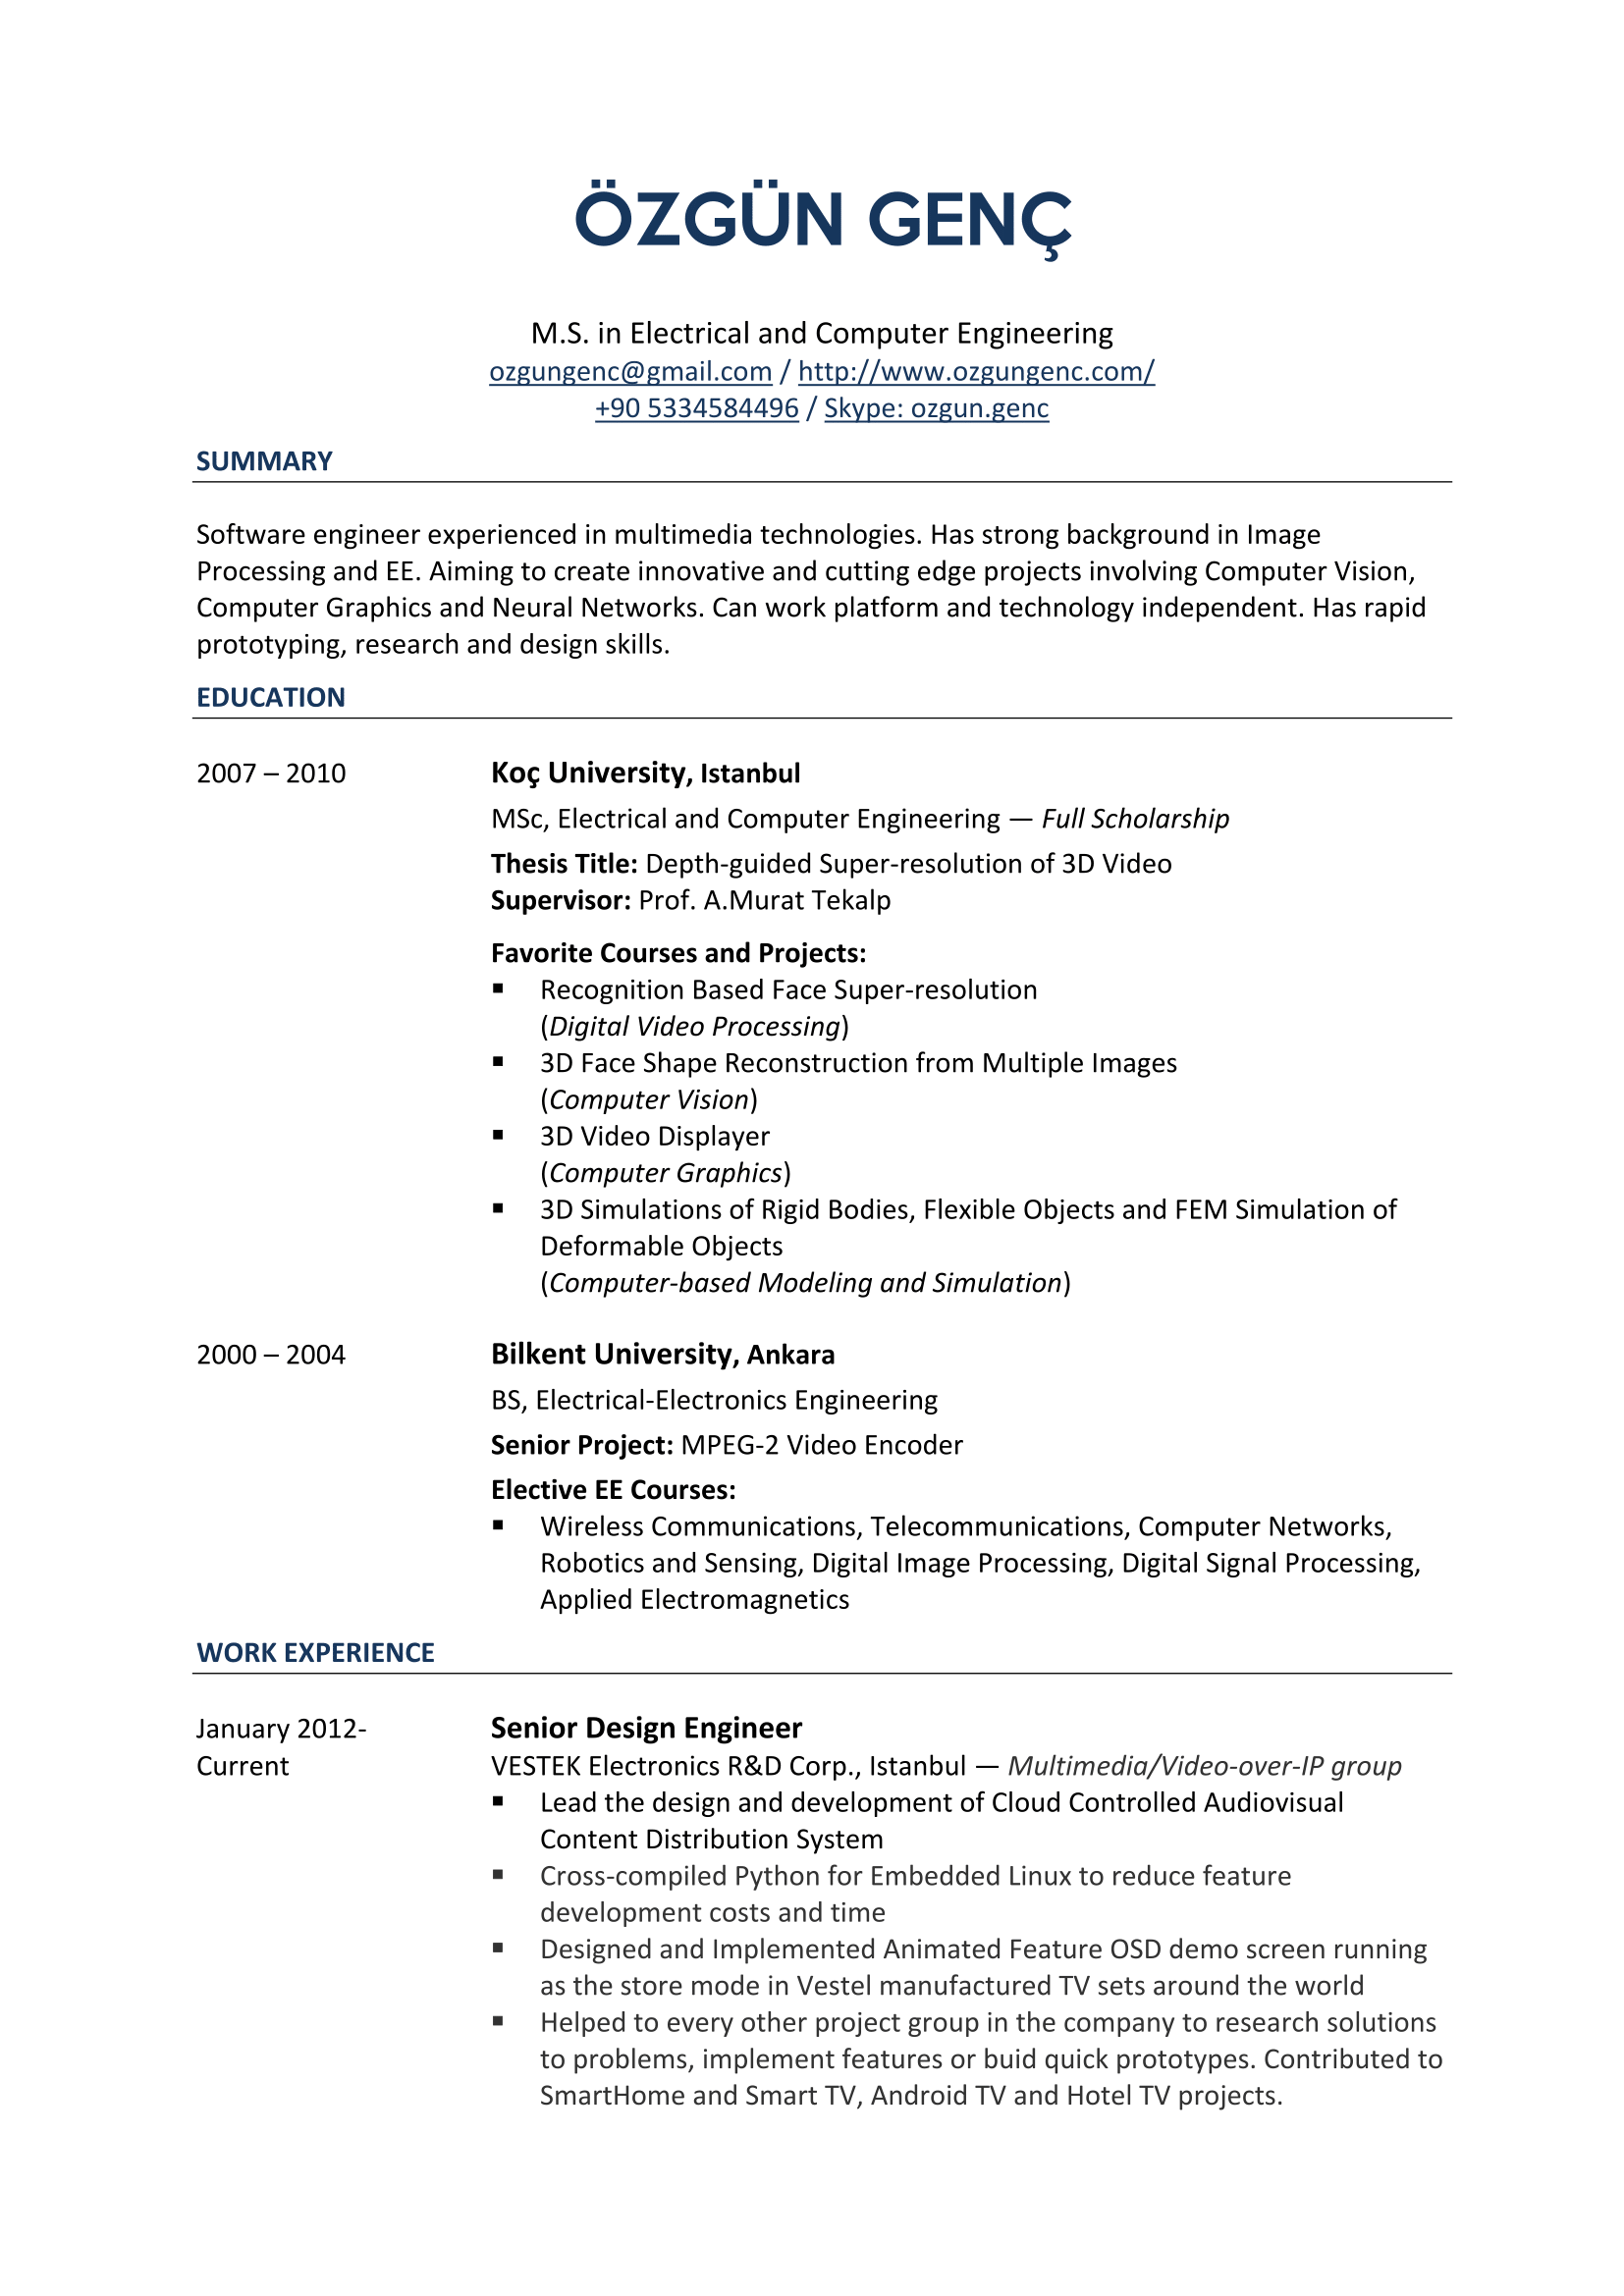 ÖZGÜN GENÇ
M.S. in Electrical and Computer Engineering
ozgungenc@gmail.com / http://www.ozgungenc.com/
+90 5334584496 / Skype: ozgun.genc
SUMMARY
Software engineer experienced in multimedia technologies. Has strong background in Image
Processing and EE. Aiming to create innovative and cutting edge projects involving Computer Vision,
Computer Graphics and Neural Networks. Can work platform and technology independent. Has rapid
prototyping, research and design skills.
EDUCATION
2007 – 2010 Koç University, Istanbul
MSc, Electrical and Computer Engineering — Full Scholarship
Thesis Title: Depth-guided Super-resolution of 3D Video
Supervisor: Prof. A.Murat Tekalp
Favorite Courses and Projects:
▪ Recognition Based Face Super-resolution
(Digital Video Processing)
▪ 3D Face Shape Reconstruction from Multiple Images
(Computer Vision)
▪ 3D Video Displayer
(Computer Graphics)
▪ 3D Simulations of Rigid Bodies, Flexible Objects and FEM Simulation of
Deformable Objects
(Computer-based Modeling and Simulation)
2000 – 2004 Bilkent University, Ankara
BS, Electrical-Electronics Engineering
Senior Project: MPEG-2 Video Encoder
Elective EE Courses:
▪ Wireless Communications, Telecommunications, Computer Networks,
Robotics and Sensing, Digital Image Processing, Digital Signal Processing,
Applied Electromagnetics
WORK EXPERIENCE
January 2012- Senior Design Engineer
Current VESTEK Electronics R&D Corp., Istanbul — Multimedia/Video-over-IP group
▪ Lead the design and development of Cloud Controlled Audiovisual
Content Distribution System
▪ Cross-compiled Python for Embedded Linux to reduce feature
development costs and time
▪ Designed and Implemented Animated Feature OSD demo screen running
as the store mode in Vestel manufactured TV sets around the world
▪ Helped to every other project group in the company to research solutions
to problems, implement features or buid quick prototypes. Contributed to
SmartHome and Smart TV, Android TV and Hotel TV projects.